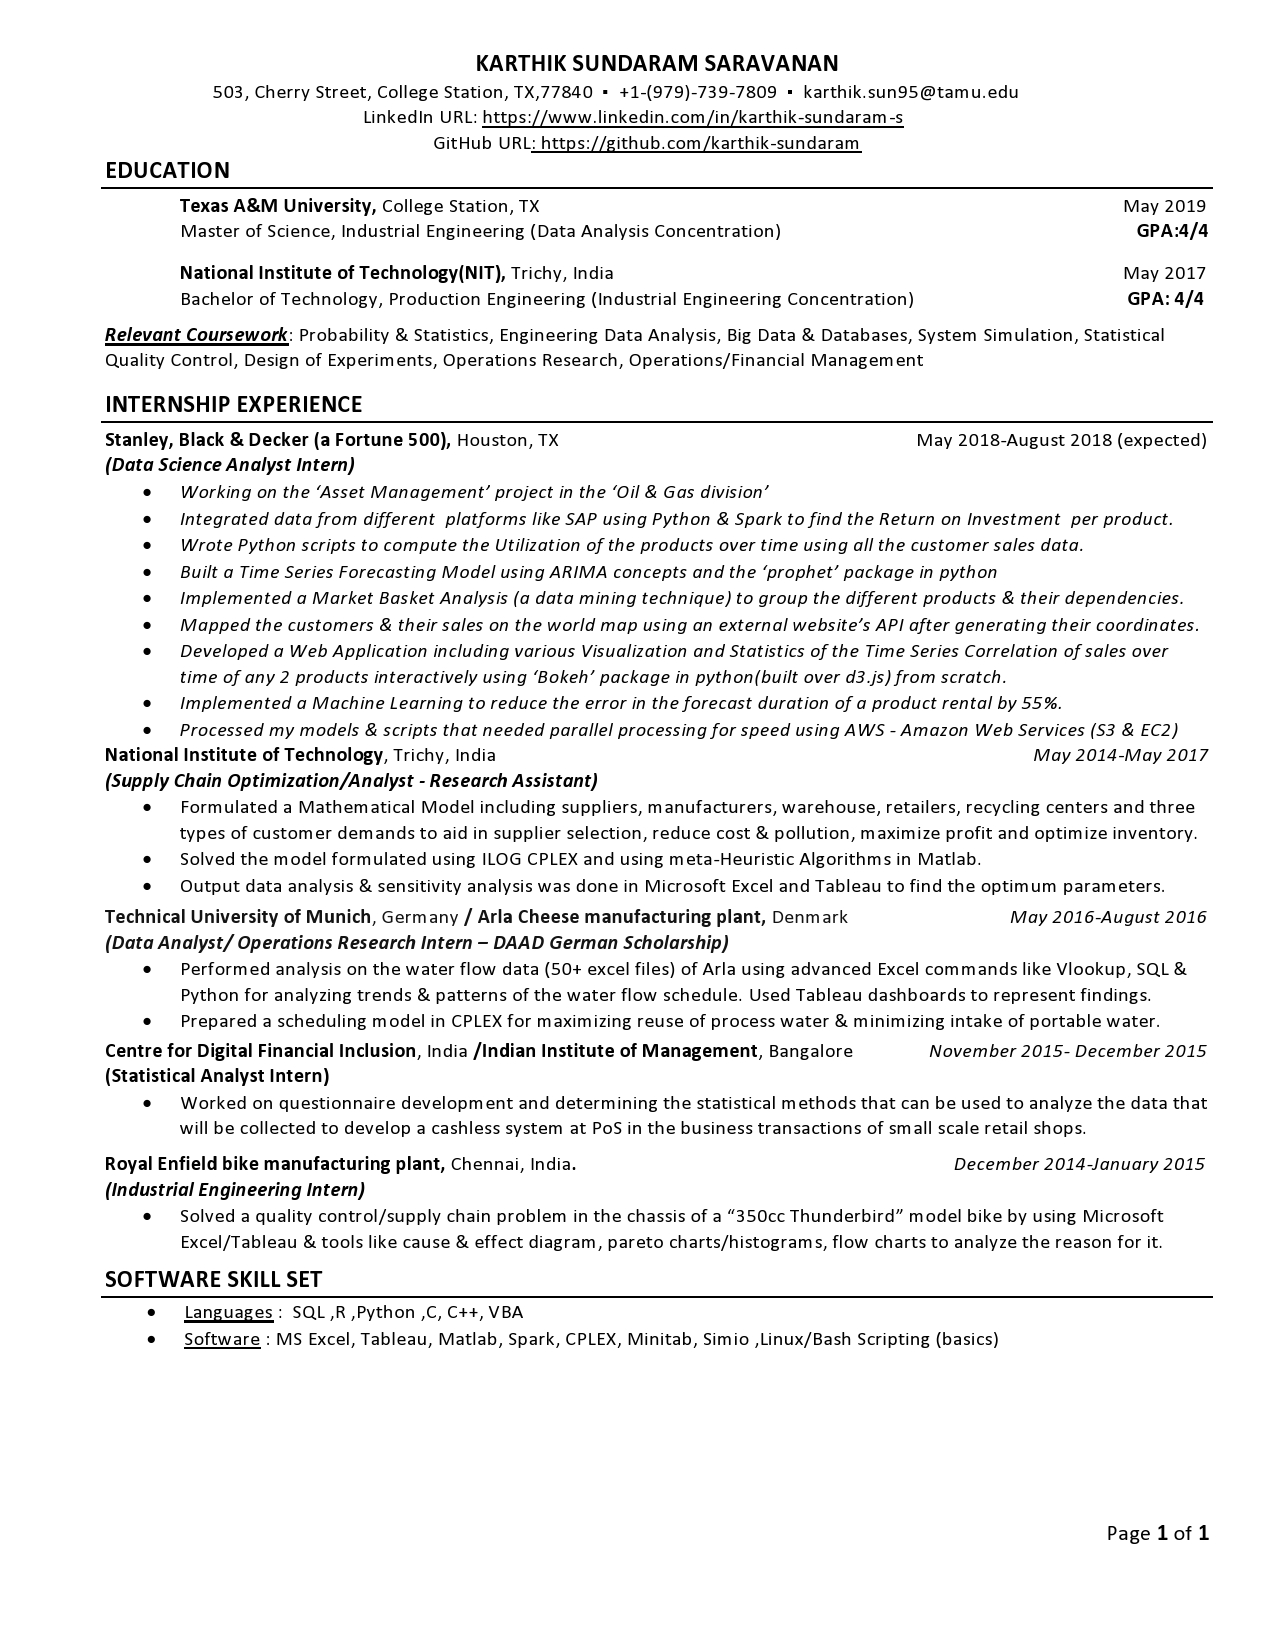 KARTHIK SUNDARAM SARAVANAN
503, Cherry Street, College Station, TX,77840 ▪ +1-(979)-739-7809 ▪ karthik.sun95@tamu.edu
LinkedIn URL: https://www.linkedin.com/in/karthik-sundaram-s
GitHub URL: https://github.com/karthik-sundaram
EDUCATION
Texas A&M University, College Station, TX May 2019
Master of Science, Industrial Engineering (Data Analysis Concentration) GPA:4/4
National Institute of Technology(NIT), Trichy, India May 2017
Bachelor of Technology, Production Engineering (Industrial Engineering Concentration) GPA: 4/4
Relevant Coursework: Probability & Statistics, Engineering Data Analysis, Big Data & Databases, System Simulation, Statistical
Quality Control, Design of Experiments, Operations Research, Operations/Financial Management
INTERNSHIP EXPERIENCE
Stanley, Black & Decker (a Fortune 500), Houston, TX May 2018-August 2018 (expected)
(Data Science Analyst Intern)
• Working on the ‘Asset Management’ project in the ‘Oil & Gas division’
• Integrated data from different platforms like SAP using Python & Spark to find the Return on Investment per product.
• Wrote Python scripts to compute the Utilization of the products over time using all the customer sales data.
• Built a Time Series Forecasting Model using ARIMA concepts and the ‘prophet’ package in python
• Implemented a Market Basket Analysis (a data mining technique) to group the different products & their dependencies.
• Mapped the customers & their sales on the world map using an external website’s API after generating their coordinates.
• Developed a Web Application including various Visualization and Statistics of the Time Series Correlation of sales over
time of any 2 products interactively using ‘Bokeh’ package in python(built over d3.js) from scratch.
• Implemented a Machine Learning to reduce the error in the forecast duration of a product rental by 55%.
• Processed my models & scripts that needed parallel processing for speed using AWS - Amazon Web Services (S3 & EC2)
National Institute of Technology, Trichy, India May 2014-May 2017
(Supply Chain Optimization/Analyst - Research Assistant)
• Formulated a Mathematical Model including suppliers, manufacturers, warehouse, retailers, recycling centers and three
types of customer demands to aid in supplier selection, reduce cost & pollution, maximize profit and optimize inventory.
• Solved the model formulated using ILOG CPLEX and using meta-Heuristic Algorithms in Matlab.
• Output data analysis & sensitivity analysis was done in Microsoft Excel and Tableau to find the optimum parameters.
Technical University of Munich, Germany / Arla Cheese manufacturing plant, Denmark May 2016-August 2016
(Data Analyst/ Operations Research Intern – DAAD German Scholarship)
• Performed analysis on the water flow data (50+ excel files) of Arla using advanced Excel commands like Vlookup, SQL &
Python for analyzing trends & patterns of the water flow schedule. Used Tableau dashboards to represent findings.
• Prepared a scheduling model in CPLEX for maximizing reuse of process water & minimizing intake of portable water.
Centre for Digital Financial Inclusion, India /Indian Institute of Management, Bangalore November 2015- December 2015
(Statistical Analyst Intern)
• Worked on questionnaire development and determining the statistical methods that can be used to analyze the data that
will be collected to develop a cashless system at PoS in the business transactions of small scale retail shops.
Royal Enfield bike manufacturing plant, Chennai, India. December 2014-January 2015
(Industrial Engineering Intern)
• Solved a quality control/supply chain problem in the chassis of a “350cc Thunderbird” model bike by using Microsoft
Excel/Tableau & tools like cause & effect diagram, pareto charts/histograms, flow charts to analyze the reason for it.
SOFTWARE SKILL SET
• Languages : SQL ,R ,Python ,C, C++, VBA
• Software : MS Excel, Tableau, Matlab, Spark, CPLEX, Minitab, Simio ,Linux/Bash Scripting (basics)
Page 1 of 1